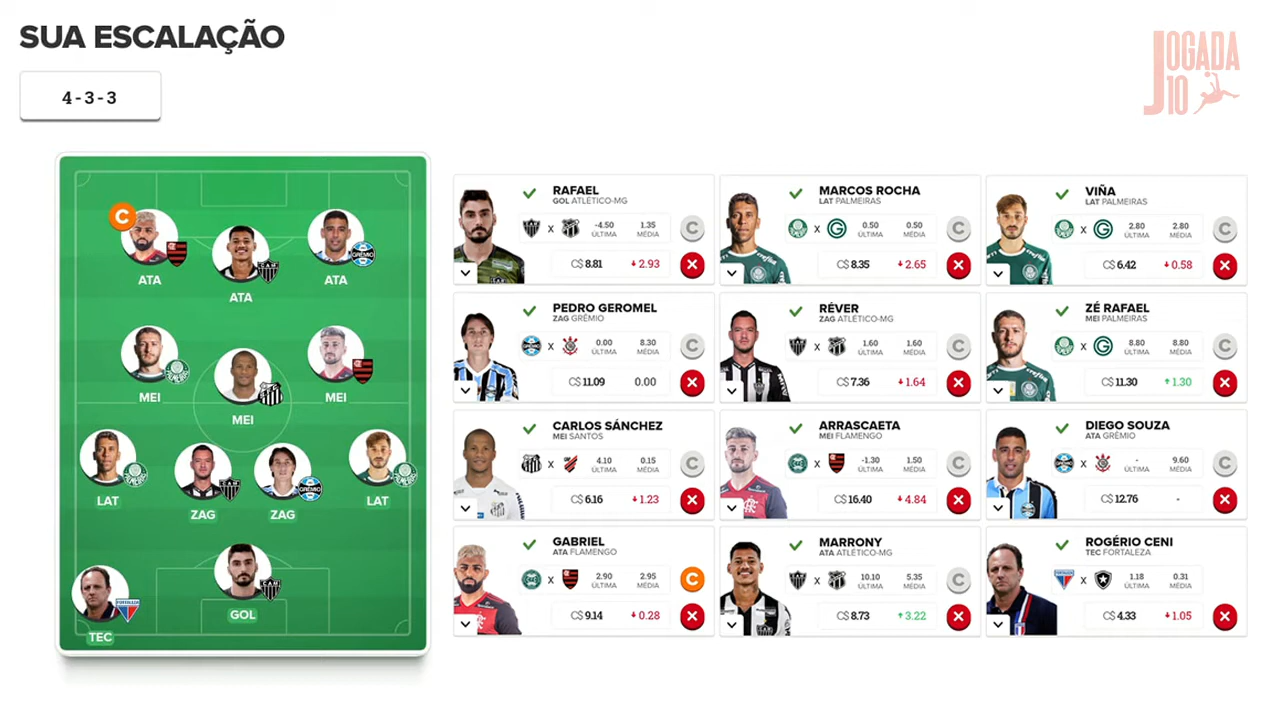 SUA ESCALAÇÃO
JOGADA
10
4-3-3
C
ATA
ATA
ATA
MEI
MEI
MEI
LAT
ZAG
ZAG
LAT
TEC
GOL
RAFAEL
GOL ATLÉTICO-MG
X -4.50 1.35 C
ÚLTIMA MÉDIA
C$ 8.81 2.93
MARCOS ROCHA
LAT PALMEIRAS
X 0.50 0.50 C
ÚLTIMA MÉDIA
C$ 8.35 2.65
VIÑA
LAT PALMEIRAS
X 2.80 2.80 C
ÚLTIMA MÉDIA
C$ 6.42 0.58
PEDRO GEROMEL
ZAG GRÊMIO
X 0.00 8.30 C
ÚLTIMA MÉDIA
C$ 11.09 0.00
RÉVER
ZAG ATLÉTICO-MG
X 1.60 1.60 C
ÚLTIMA MÉDIA
C$ 7.36 1.64
ZÉ RAFAEL
MEI PALMEIRAS
X 8.80 8.80 C
ÚLTIMA MÉDIA
C$ 11.30 1.30
CARLOS SÁNCHEZ
MEI SANTOS
X 4.10 0.15 C
ÚLTIMA MÉDIA
C$ 6.16 1.23
ARRASCAETA
MEI FLAMENGO
X -1.30 1.50 C
ÚLTIMA MÉDIA
C$ 16.40 4.84
DIEGO SOUZA
ATA GRÊMIO
X - 9.60 C
ÚLTIMA MÉDIA
C$ 12.76 -
GABRIEL
ATA FLAMENGO
X 2.90 2.95 C
ÚLTIMA MÉDIA
C$ 9.14 0.28
MARRONY
ATA ATLÉTICO-MG
X 10.10 5.35 C
ÚLTIMA MÉDIA
C$ 8.73 3.22
ROGÉRIO CENI
TEC FORTALEZA
X 1.18 0.31
ÚLTIMA MÉDIA
C$ 4.33 1.05